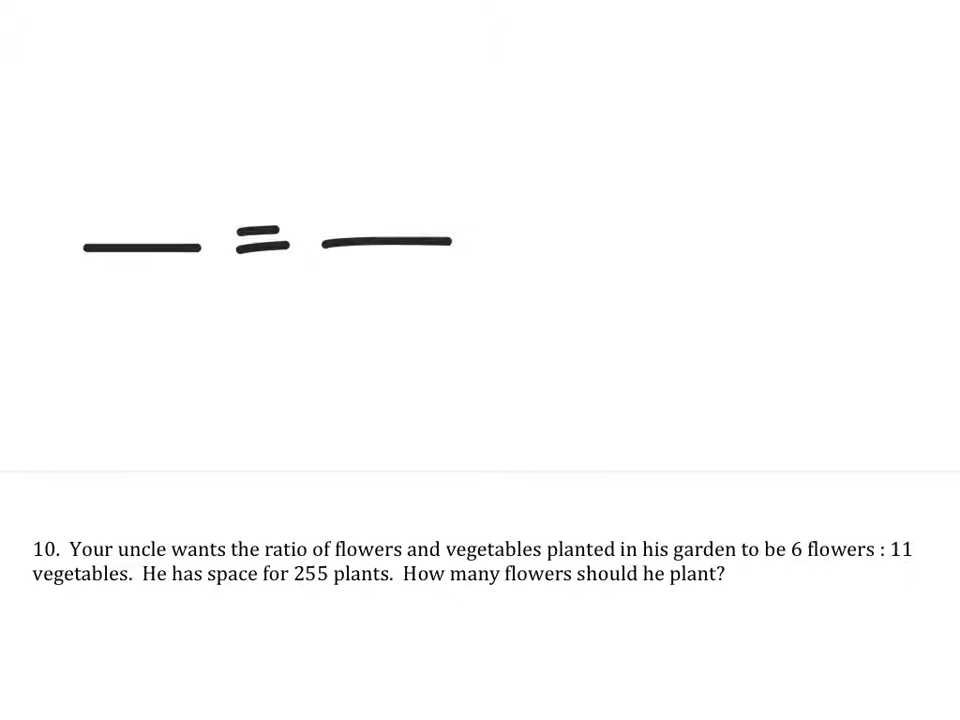 =
10. Your uncle wants the ratio of flowers and vegetables planted in his garden to be 6 flowers : 11
vegetables. He has space for 255 plants. How many flowers should he plant?